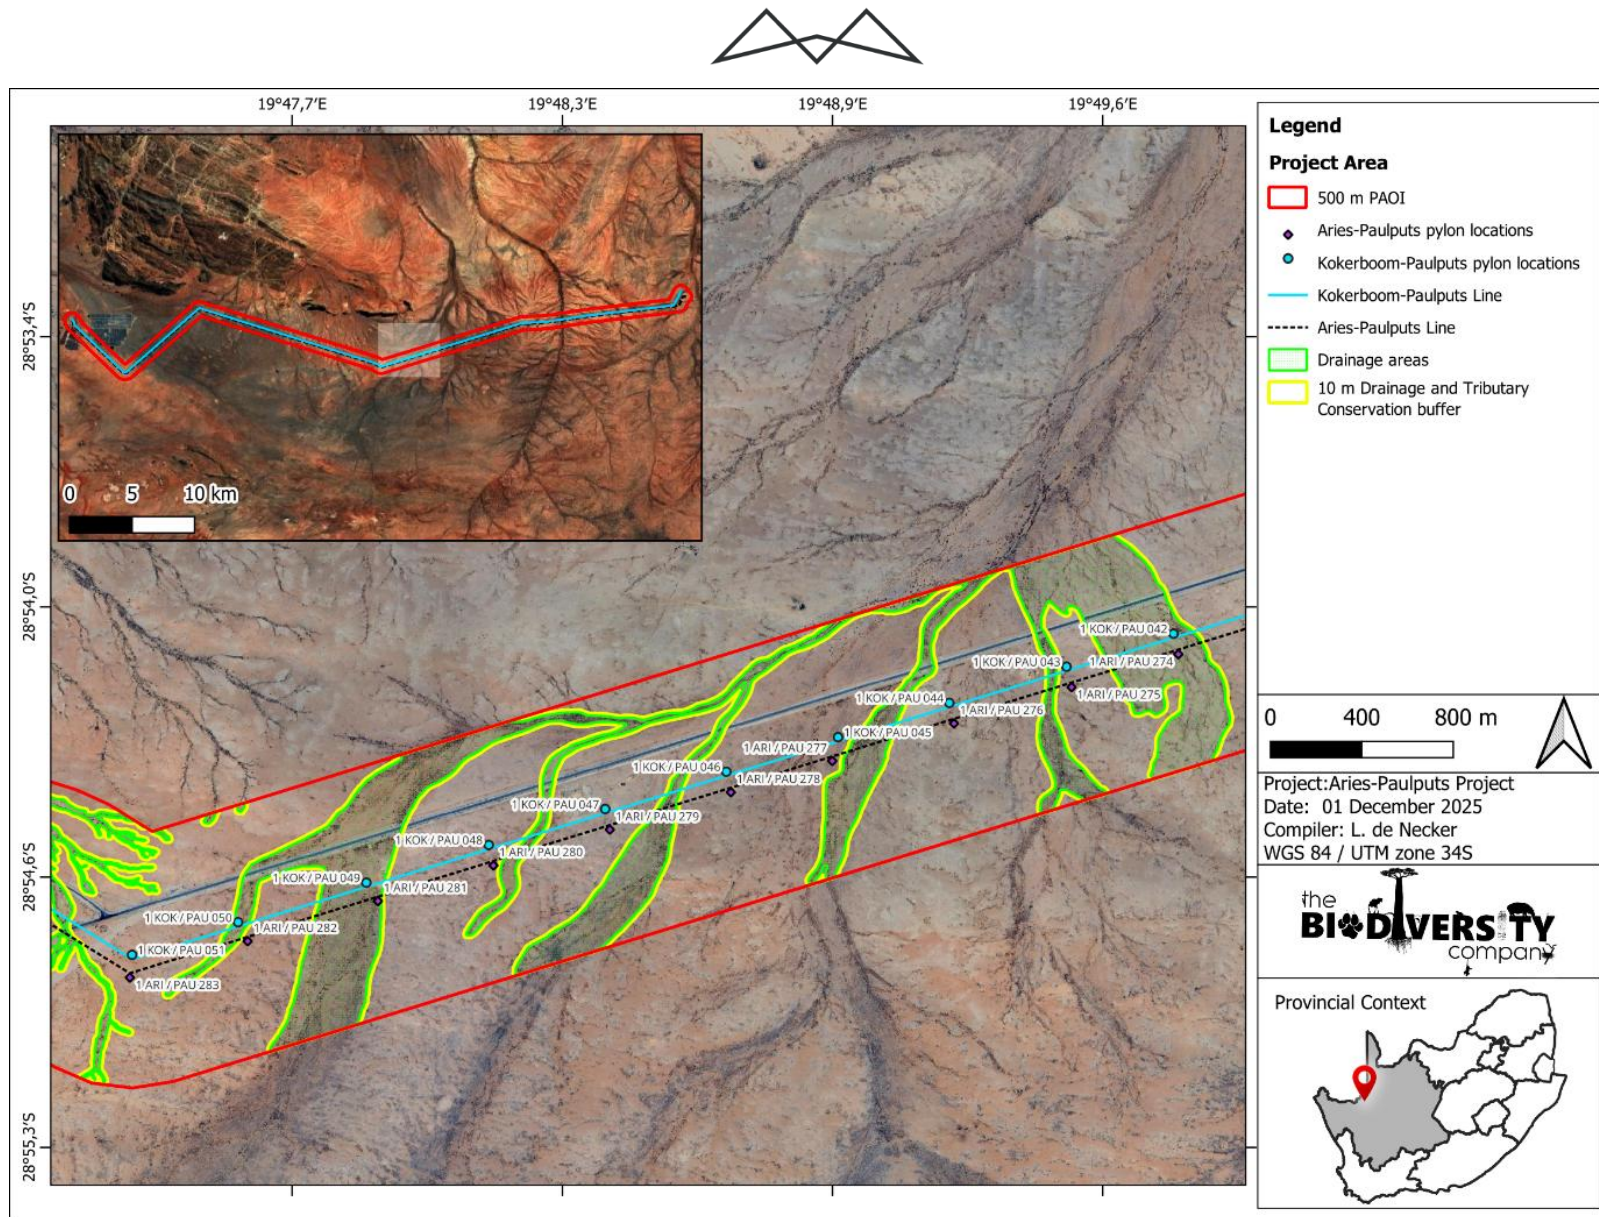 19°47,7'E
19°48,3'E
19°48,9'E
19°49,6'E
28°53,4'S
28°54,0'S
28°54,6'S
28°55,3'S
0 5 10 km
1 KOK / PAU 042
1 KOK / PAU 043
1 ARI / PAU 274
1 KOK / PAU 044
1 ARI / PAU 275
1 ARI / PAU 276
1 KOK / PAU 045
1 ARI / PAU 277
1 KOK / PAU 046
1 ARI / PAU 278
1 KOK / PAU 047
1 ARI / PAU 279
1 KOK / PAU 048
1 ARI / PAU 280
1 KOK / PAU 049
1 ARI / PAU 281
1 KOK / PAU 050
1 ARI / PAU 282
1 KOK / PAU 051
1 ARI / PAU 283
Legend
Project Area
500 m PAOI
Aries-Paulputs pylon locations
Kokerboom-Paulputs pylon locations
Kokerboom-Paulputs Line
Aries-Paulputs Line
Drainage areas
10 m Drainage and Tributary
Conservation buffer
0 400 800 m
Project:Aries-Paulputs Project
Date: 01 December 2025
Compiler: L. de Necker
WGS 84 / UTM zone 34S
the
BIODIVERSITY
company
Provincial Context